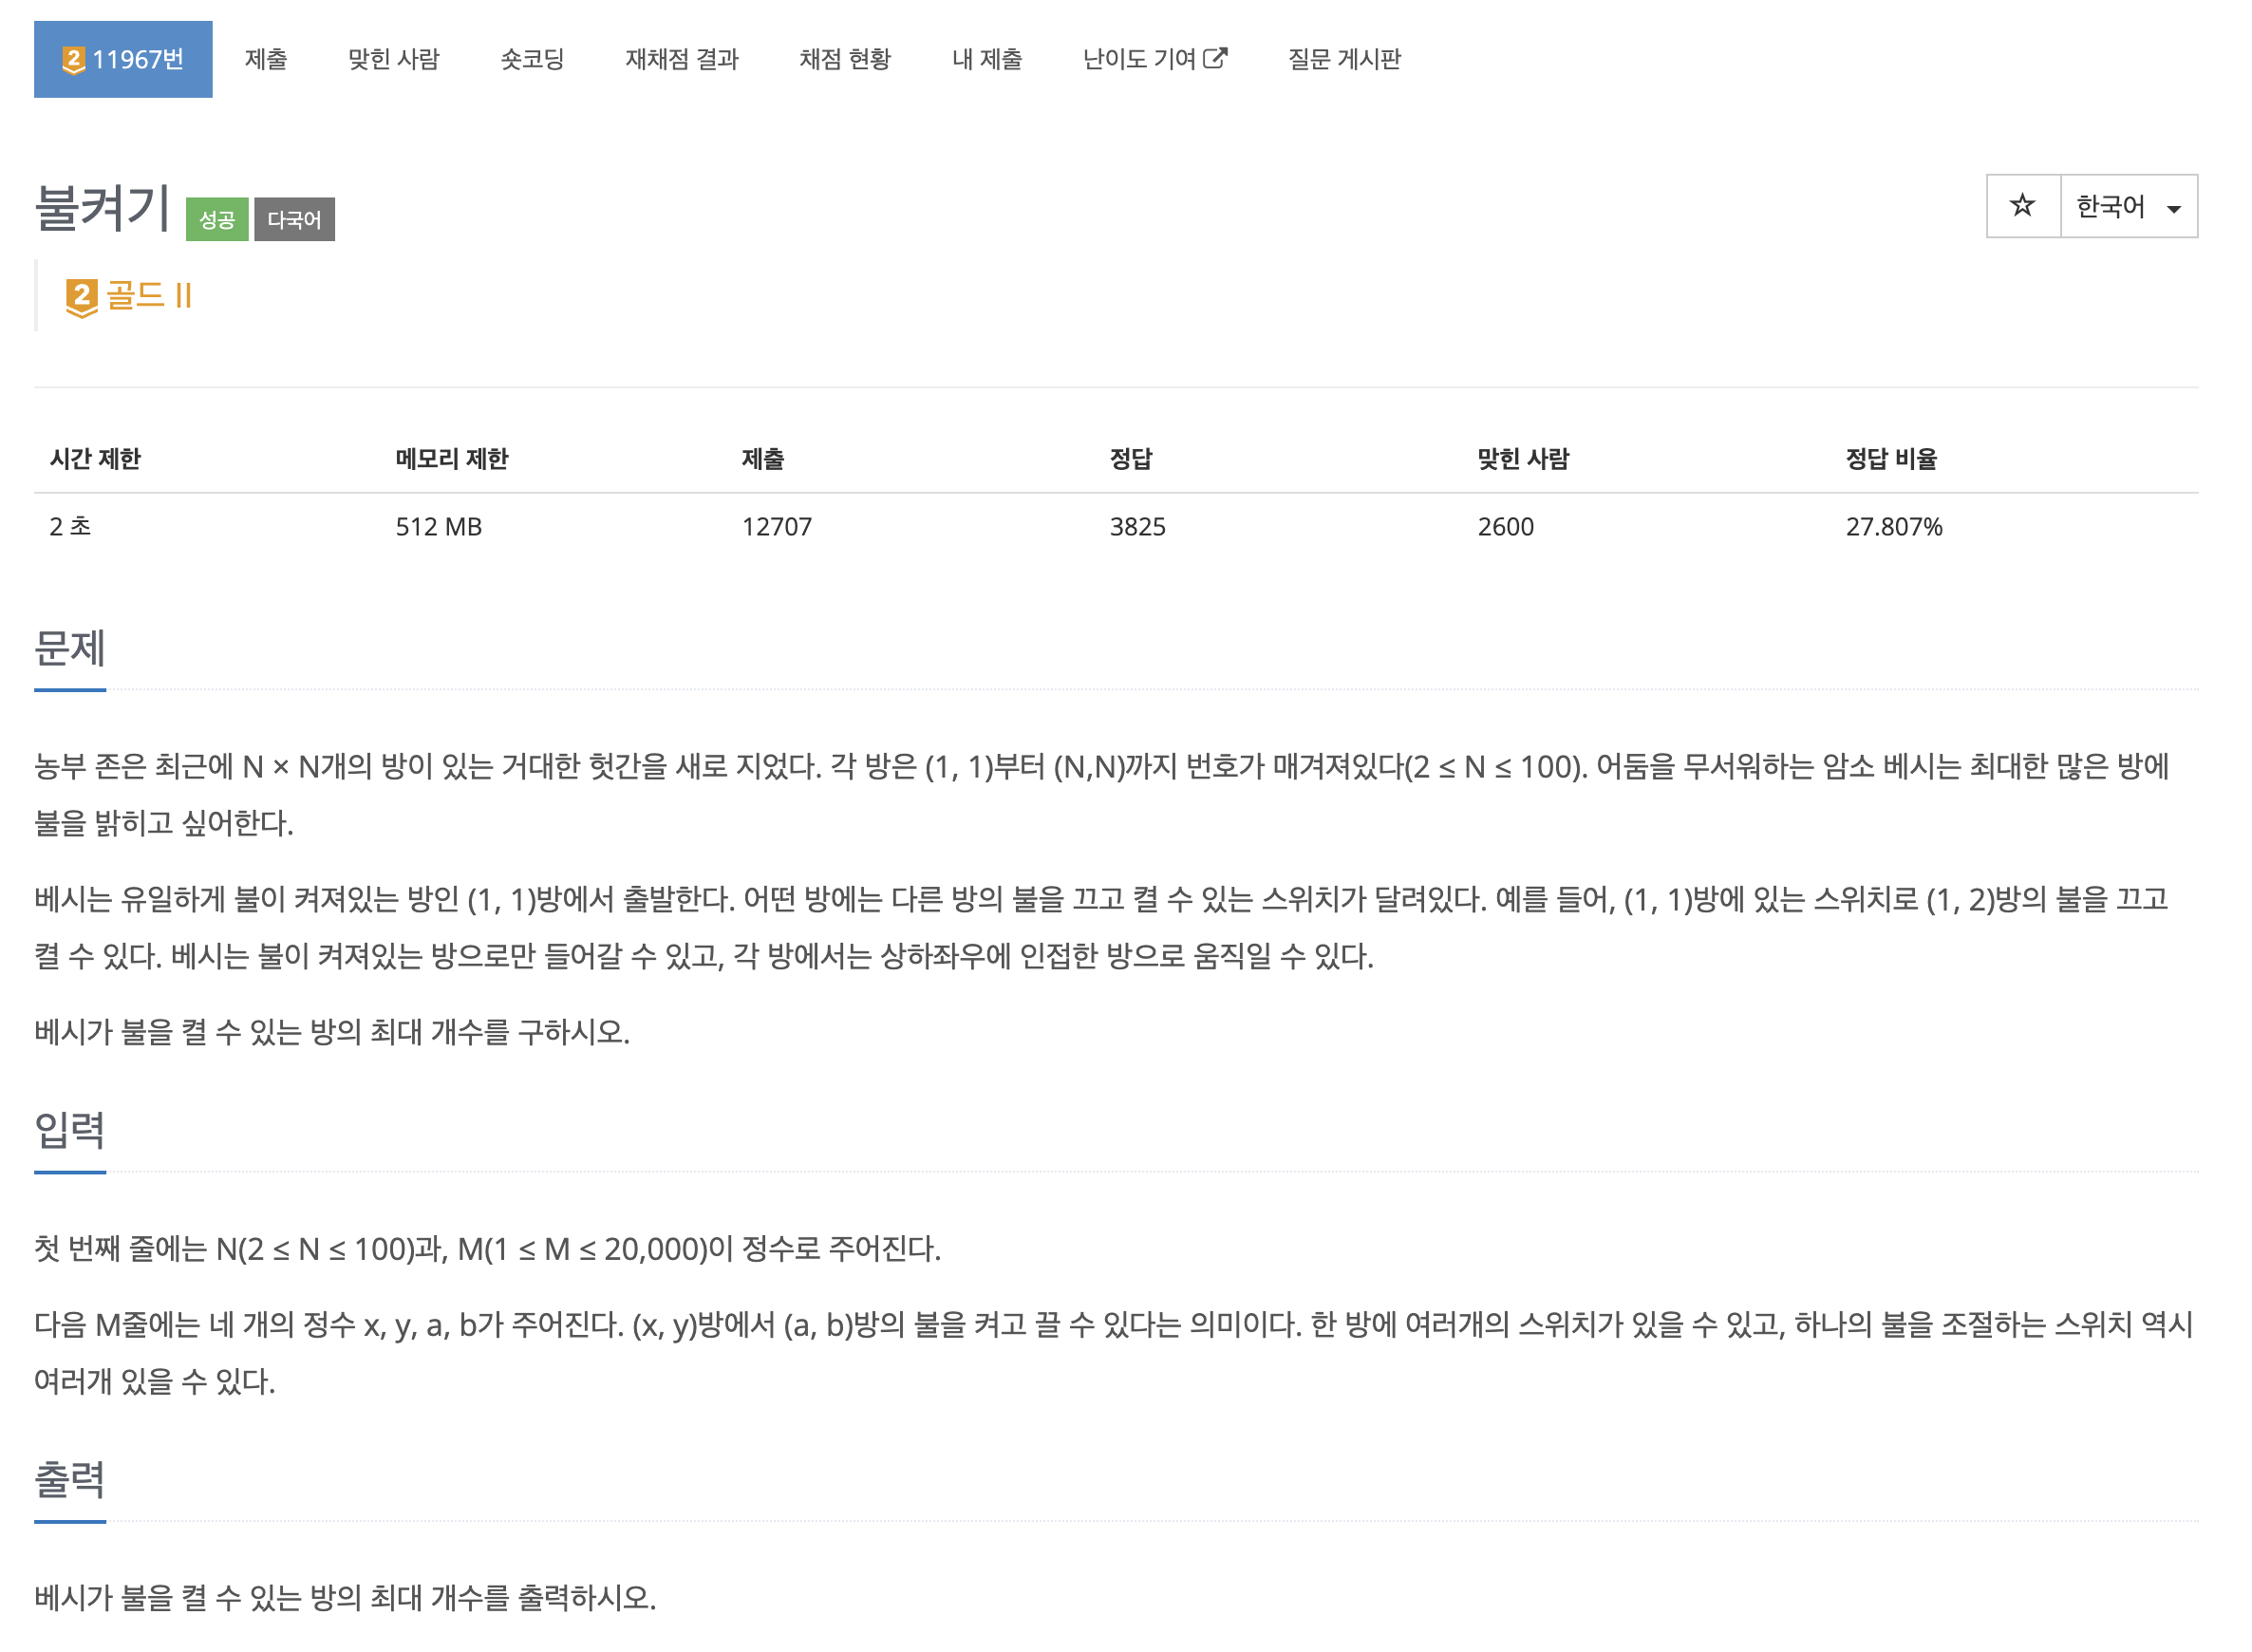 2 11967번 제출 맞힌 사람 숏코딩 재채점 결과 채점 현황 내 제출 난이도 기여 질문 게시판
불켜기 성공 다국어 한국어
2 골드 II
시간 제한 메모리 제한 제출 정답 맞힌 사람 정답 비율
2 초 512 MB 12707 3825 2600 27.807%
문제
농부 존은 최근에 N × N개의 방이 있는 거대한 헛간을 새로 지었다. 각 방은 (1, 1)부터 (N,N)까지 번호가 매겨져있다(2 ≤ N ≤ 100). 어둠을 무서워하는 암소 베시는 최대한 많은 방에
불을 밝히고 싶어한다.
베시는 유일하게 불이 켜져있는 방인 (1, 1)방에서 출발한다. 어떤 방에는 다른 방의 불을 끄고 켤 수 있는 스위치가 달려있다. 예를 들어, (1, 1)방에 있는 스위치로 (1, 2)방의 불을 끄고
켤 수 있다. 베시는 불이 켜져있는 방으로만 들어갈 수 있고, 각 방에서는 상하좌우에 인접한 방으로 움직일 수 있다.
베시가 불을 켤 수 있는 방의 최대 개수를 구하시오.
입력
첫 번째 줄에는 N(2 ≤ N ≤ 100)과, M(1 ≤ M ≤ 20,000)이 정수로 주어진다.
다음 M줄에는 네 개의 정수 x, y, a, b가 주어진다. (x, y)방에서 (a, b)방의 불을 켜고 끌 수 있다는 의미이다. 한 방에 여러개의 스위치가 있을 수 있고, 하나의 불을 조절하는 스위치 역시
여러개 있을 수 있다.
출력
베시가 불을 켤 수 있는 방의 최대 개수를 출력하시오.